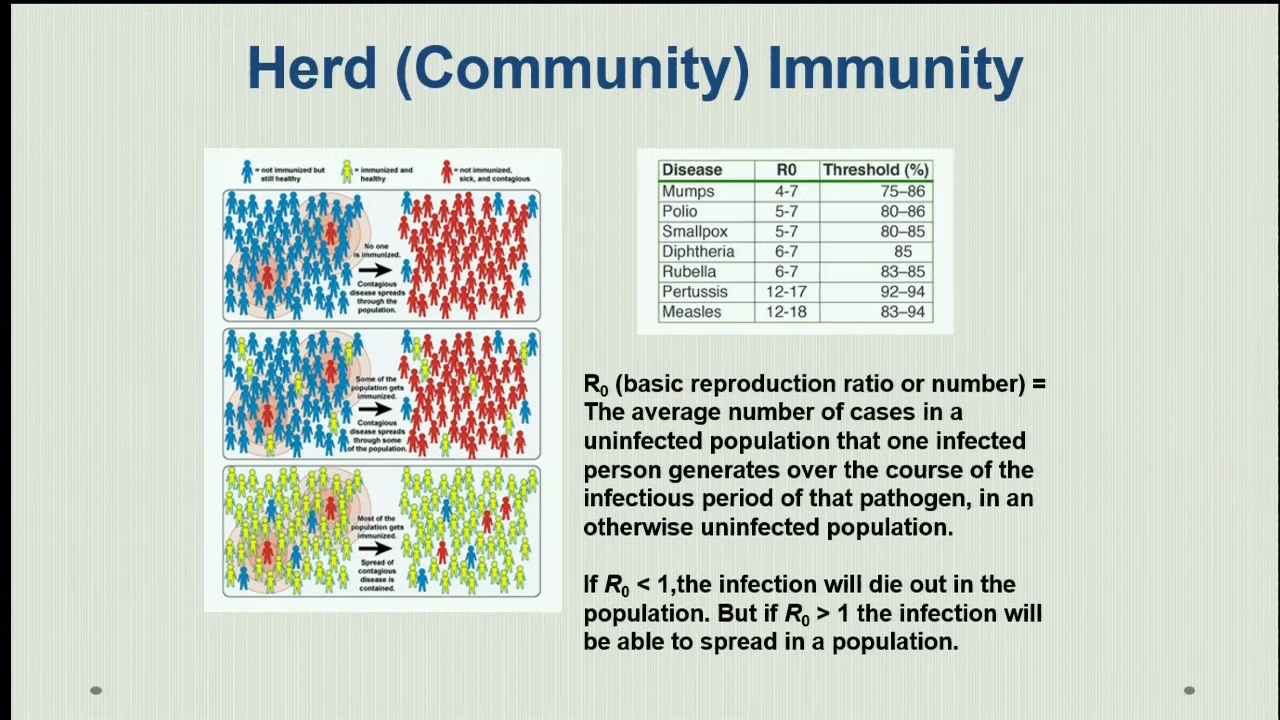 Herd (Community) Immunity
= not immunized but
still healthy
= immunized and
healthy
= not immunized,
sick, and contagious
No one
is immunized.
Contagious
disease spreads
through the
population.
Some of the
population gets
immunized.
Contagious
disease spreads
through some
of the population.
Most of the
population gets
immunized.
Spread of
contagious
disease is
contained.
Disease R0 Threshold (%)
Mumps 4-7 75–86
Polio 5-7 80–86
Smallpox 5-7 80–85
Diphtheria 6-7 85
Rubella 6-7 83–85
Pertussis 12-17 92–94
Measles 12-18 83–94
R0 (basic reproduction ratio or number) =
The average number of cases in a
uninfected population that one infected
person generates over the course of the
infectious period of that pathogen, in an
otherwise uninfected population.
If R0 < 1,the infection will die out in the
population. But if R0 > 1 the infection will
be able to spread in a population.